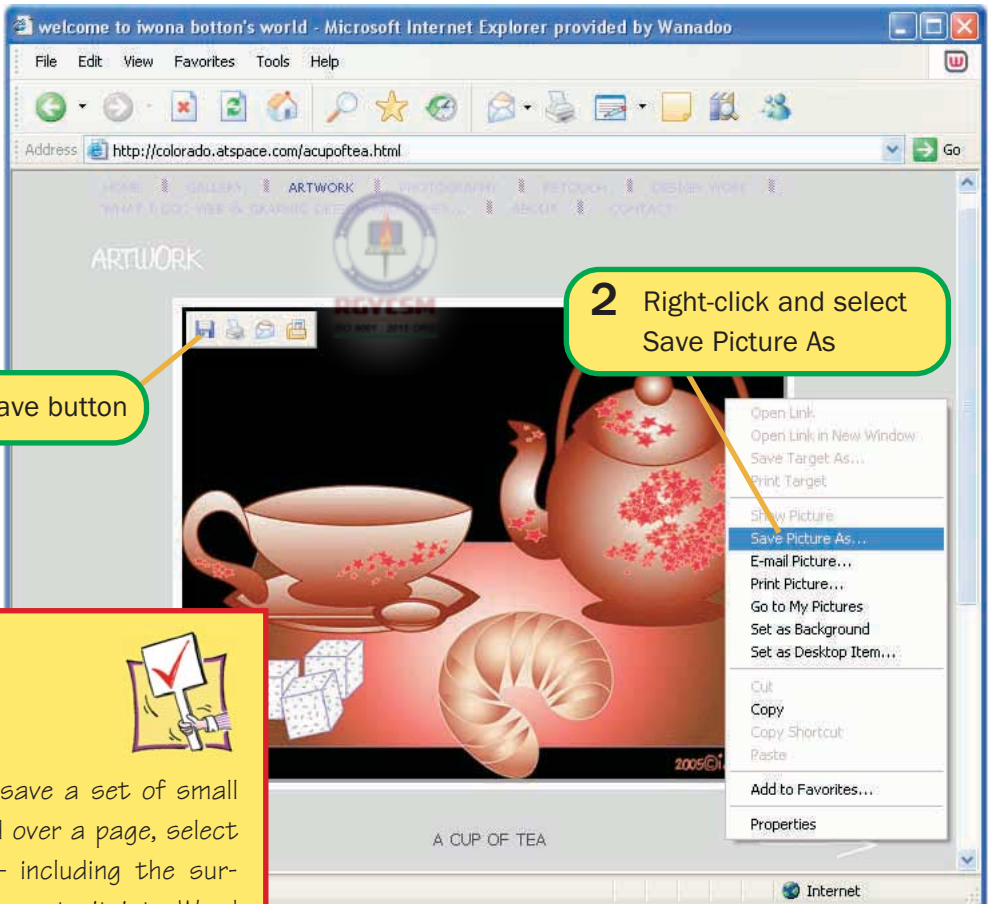 welcome to iwona botton's world - Microsoft Internet Explorer provided by Wanadoo
File Edit View Favorites Tools Help
Address http://colorado.atspace.com/acupoftea.html Go
HOME GALLERY ARTWORK PHOTOGRAPHY RETOUCH DESIGN WORK
ABOUT CONTACT
ARTWORK
RGYCSM
2 Right-click and select
Save Picture As
ave button
Open Link
Open Link in New Window
Save Target As...
Print Target
Show Picture
Save Picture As...
E-mail Picture...
Print Picture...
Go to My Pictures
Set as Background
Set as Desktop Item...
Cut
Copy
Copy Shortcut
Paste
Add to Favorites...
Properties
2005©i
A CUP OF TEA
save a set of small
over a page, select
- including the sur-
Word
Internet